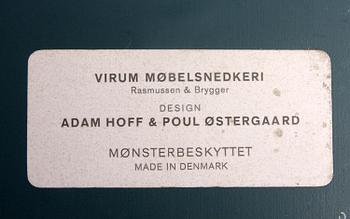 VIRUM MØBELSNEDKERI
Rasmussen & Brygger
DESIGN
ADAM HOFF & POUL ØSTERGAARD
MØNSTERBESKYTTET
MADE IN DENMARK